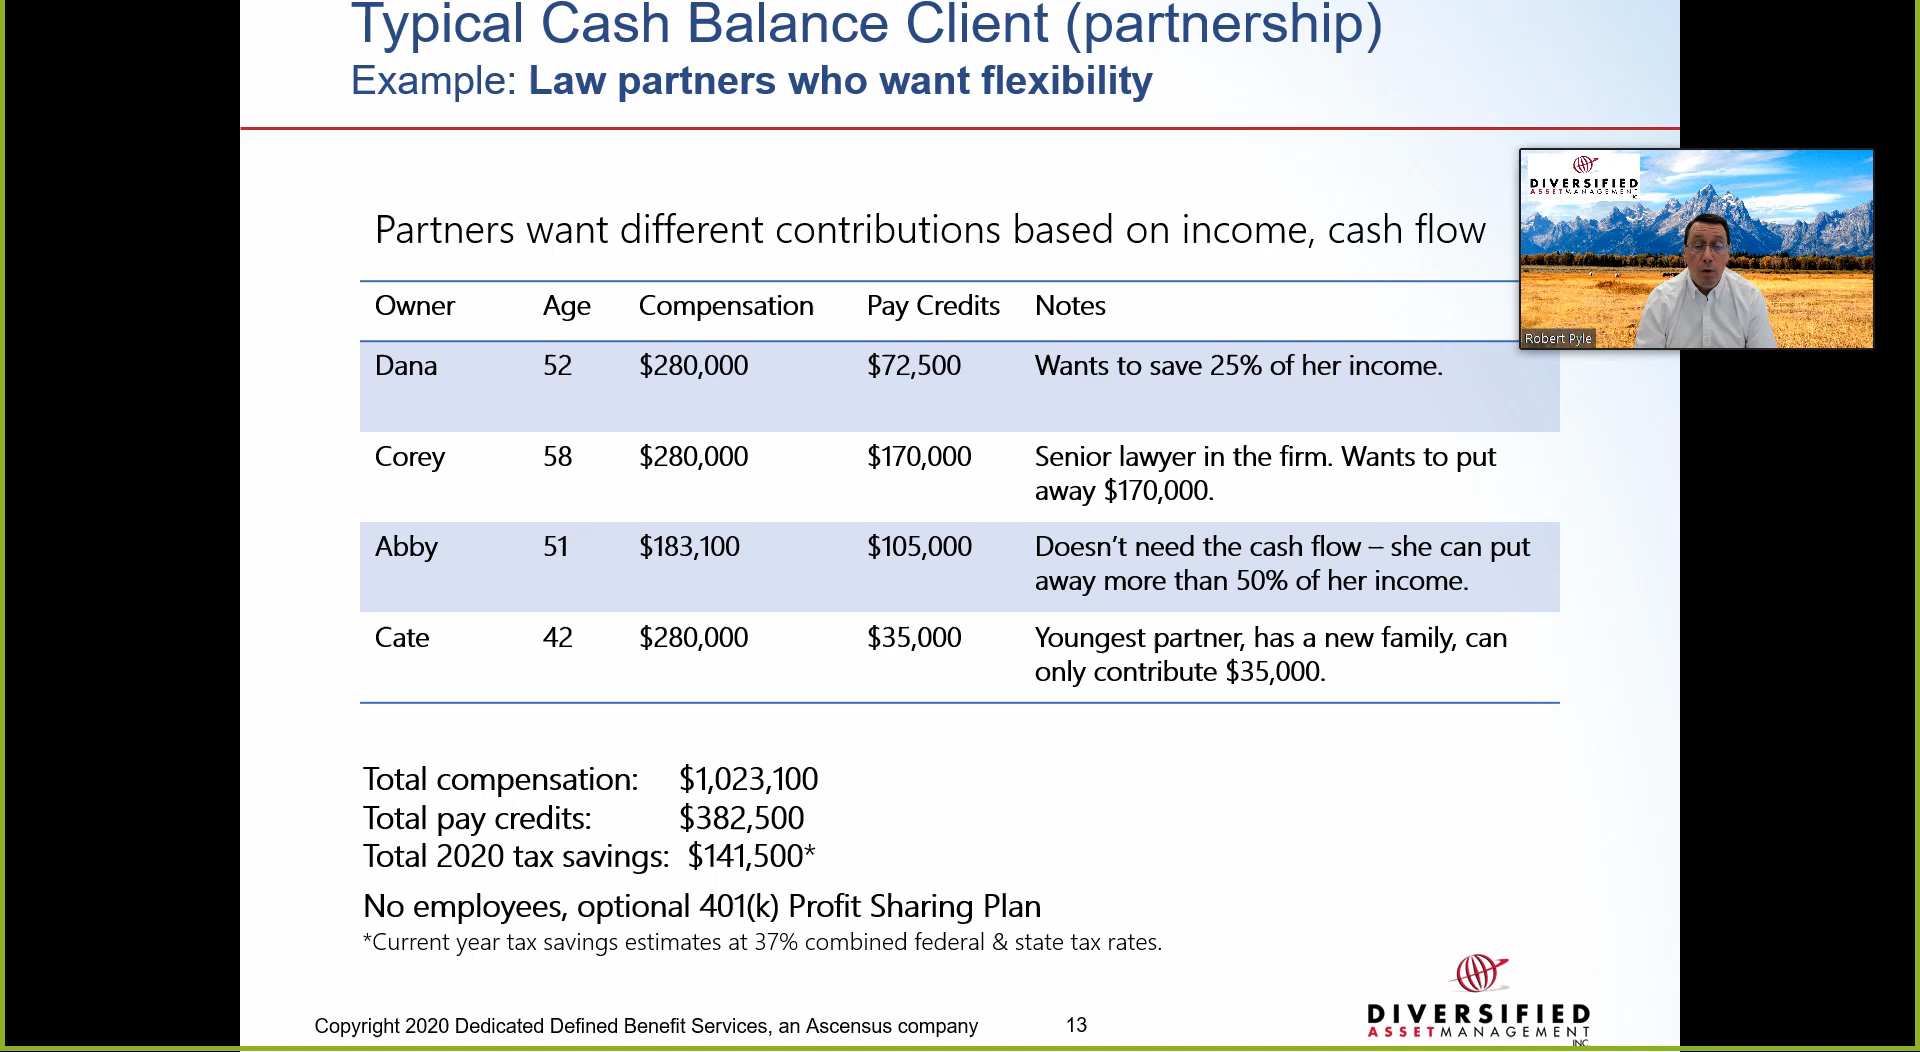 Typical Cash Balance Client (partnership)
Example: Law partners who want flexibility
DIVERSIFIED
ASSETMANAGEMENT
Robert Pyle
Partners want different contributions based on income, cash flow
Owner Age Compensation Pay Credits Notes
Dana 52 $280,000 $72,500 Wants to save 25% of her income.
Corey 58 $280,000 $170,000 Senior lawyer in the firm. Wants to put
away $170,000.
Abby 51 $183,100 $105,000 Doesn’t need the cash flow – she can put
away more than 50% of her income.
Cate 42 $280,000 $35,000 Youngest partner, has a new family, can
only contribute $35,000.
Total compensation: $1,023,100
Total pay credits: $382,500
Total 2020 tax savings: $141,500*
No employees, optional 401(k) Profit Sharing Plan
*Current year tax savings estimates at 37% combined federal & state tax rates.
Copyright 2020 Dedicated Defined Benefit Services, an Ascensus company 13
DIVERSIFIED
ASSETMANAGEMENT
INC.